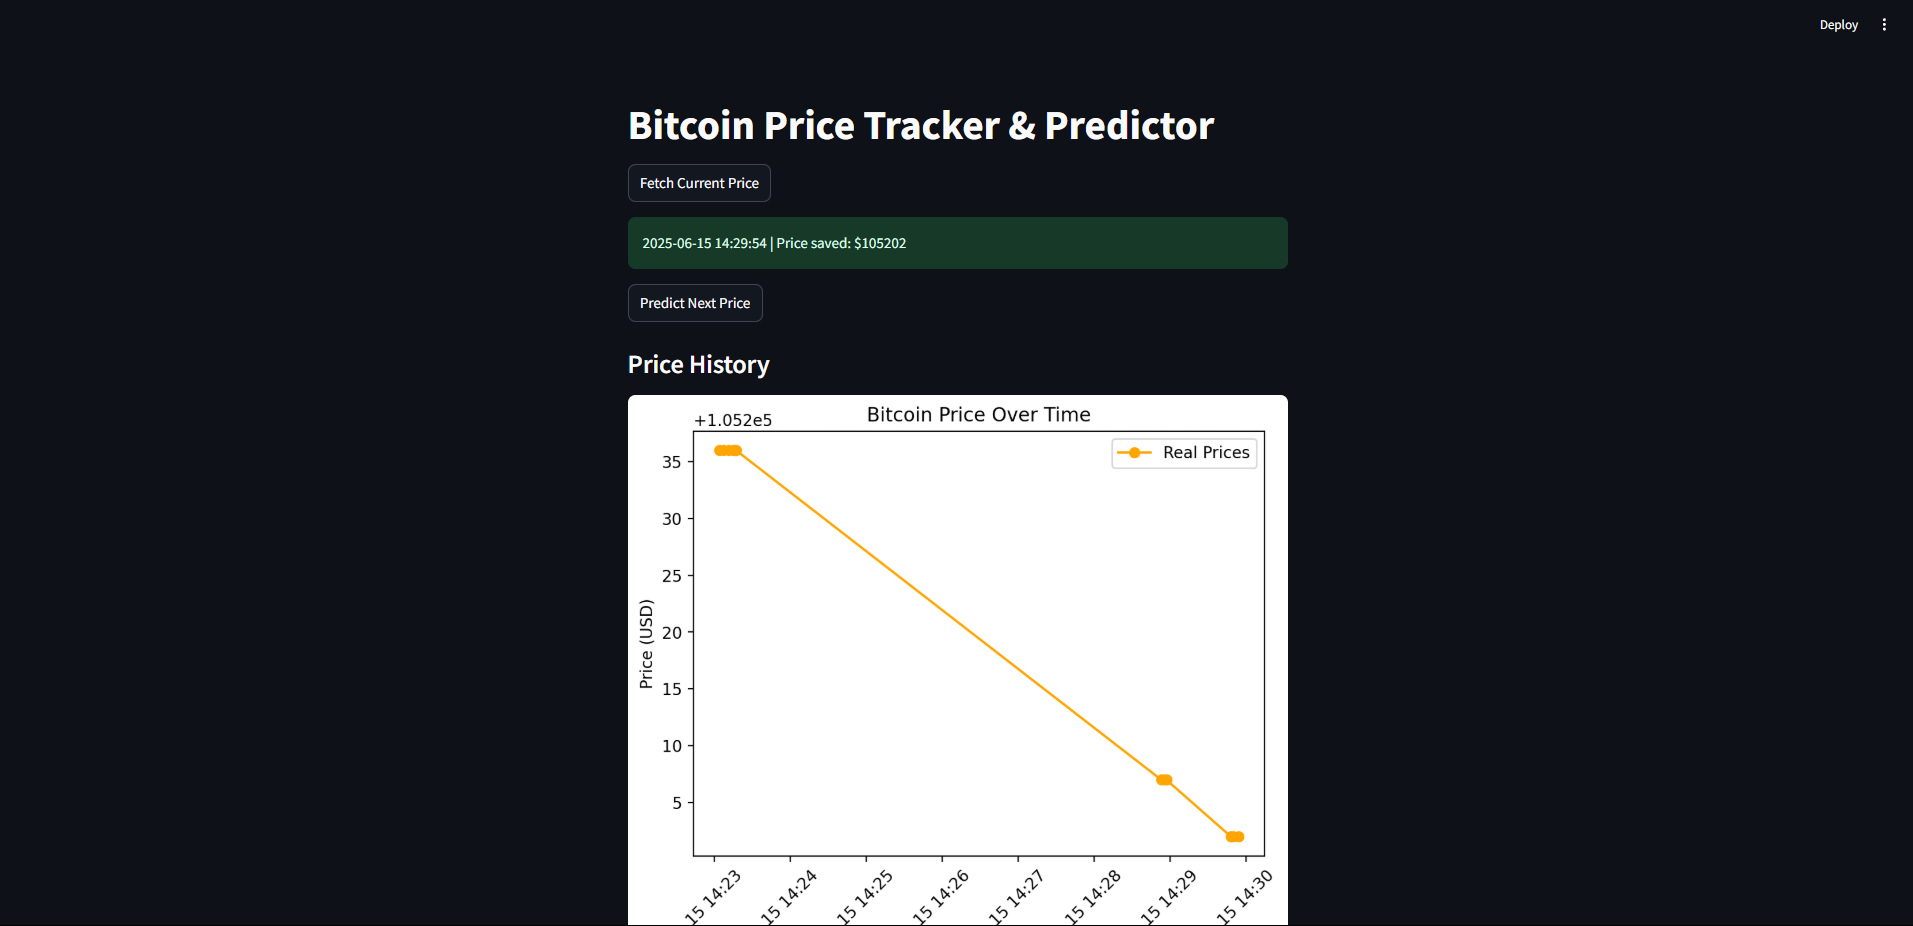 Deploy
Bitcoin Price Tracker & Predictor
Fetch Current Price
2025-06-15 14:29:54 | Price saved: $105202
Predict Next Price
Price History
Bitcoin Price Over Time
+1.052e5
Real Prices
35
30
25
20
15
10
5
Price (USD)
15 14:23
15 14:24
15 14:25
15 14:26
15 14:27
15 14:28
15 14:29
15 14:30